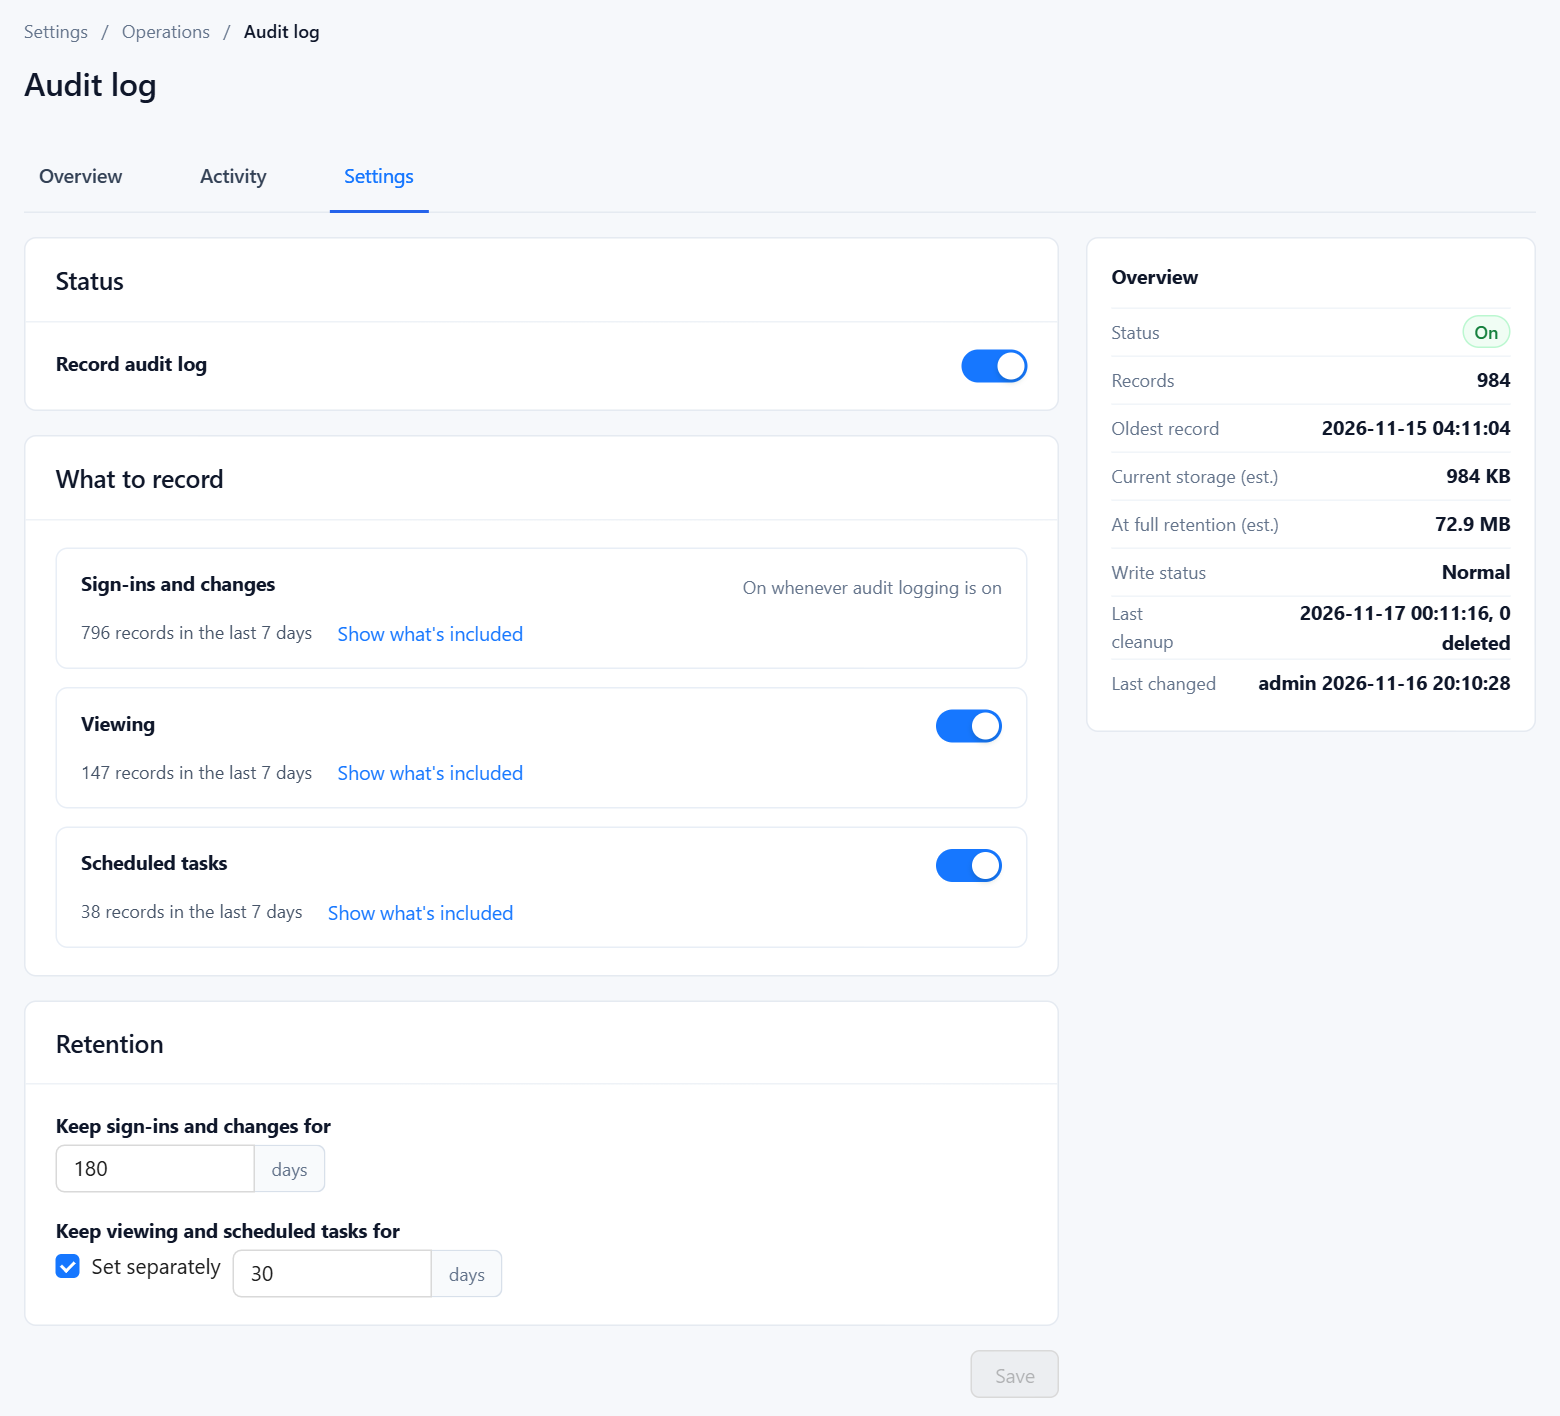 Settings / Operations / Audit log
Audit log
Overview Activity Settings
Status
Record audit log
What to record
Sign-ins and changes
On whenever audit logging is on
796 records in the last 7 days Show what's included
Viewing
147 records in the last 7 days Show what's included
Scheduled tasks
38 records in the last 7 days Show what's included
Retention
Keep sign-ins and changes for
180 days
Keep viewing and scheduled tasks for
Set separately 30 days
Save
Overview
Status On
Records 984
Oldest record 2026-11-15 04:11:04
Current storage (est.) 984 KB
At full retention (est.) 72.9 MB
Write status Normal
Last cleanup 2026-11-17 00:11:16, 0
deleted
Last changed admin 2026-11-16 20:10:28